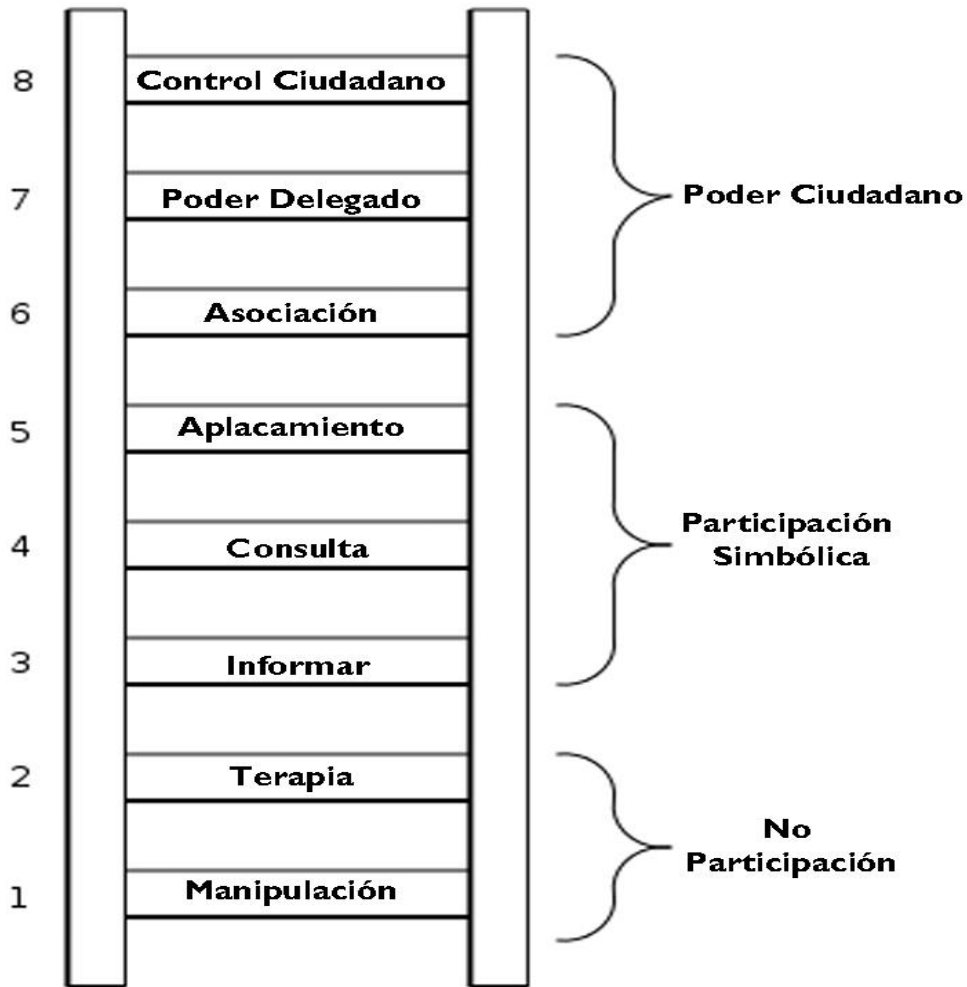 8 Control Ciudadano
7 Poder Delegado
Poder Ciudadano
6 Asociación
5 Aplacamiento
4 Consulta
Participación
Simbólica
3 Informar
2 Terapia
1 Manipulación
No
Participación